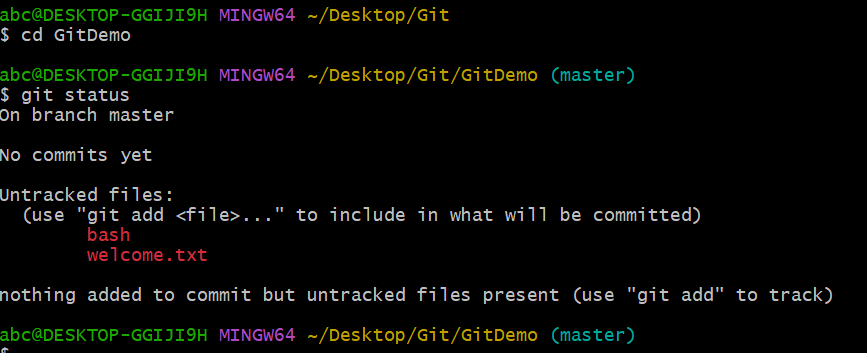 abc@DESKTOP-GGIJI9H MINGW64 ~/Desktop/Git
$ cd GitDemo
abc@DESKTOP-GGIJI9H MINGW64 ~/Desktop/Git/GitDemo (master)
$ git status
On branch master
No commits yet
Untracked files:
  (use "git add <file>..." to include in what will be committed)
        bash
        welcome.txt
nothing added to commit but untracked files present (use "git add" to track)
abc@DESKTOP-GGIJI9H MINGW64 ~/Desktop/Git/GitDemo (master)
$